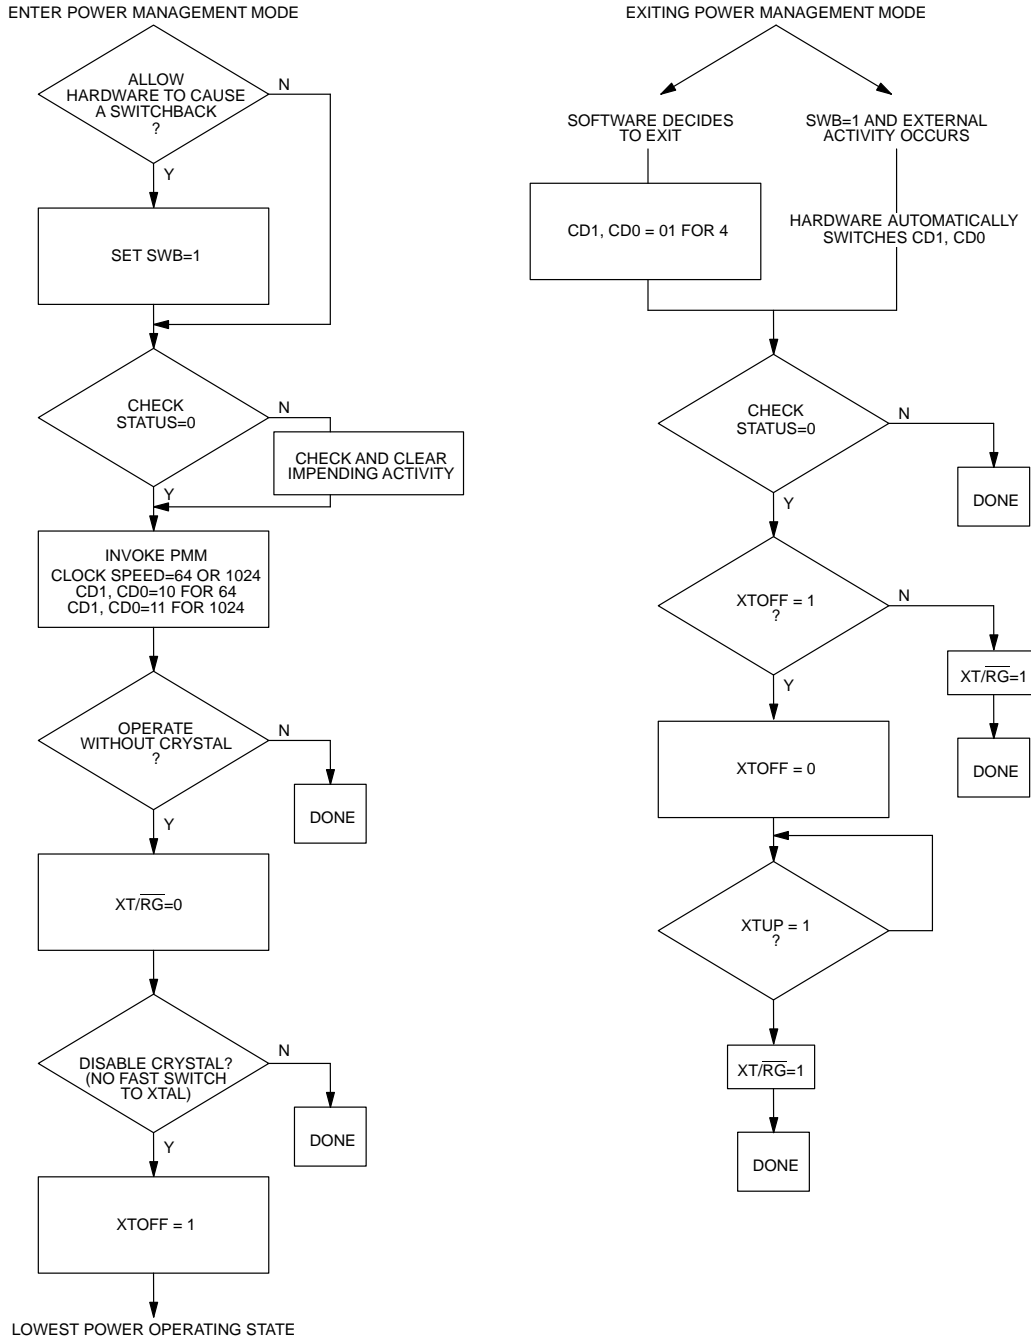 ENTER POWER MANAGEMENT MODE
ALLOW
HARDWARE TO CAUSE
A SWITCHBACK
?
N
Y
SET SWB=1
CHECK
STATUS=0
N
CHECK AND CLEAR
IMPENDING ACTIVITY
Y
INVOKE PMM
CLOCK SPEED=64 OR 1024
CD1, CD0=10 FOR 64
CD1, CD0=11 FOR 1024
OPERATE
WITHOUT CRYSTAL
?
N
DONE
Y
XT/R̅G̅=0
DISABLE CRYSTAL?
(NO FAST SWITCH
TO XTAL)
N
DONE
Y
XTOFF = 1
LOWEST POWER OPERATING STATE
EXITING POWER MANAGEMENT MODE
SOFTWARE DECIDES
TO EXIT
SWB=1 AND EXTERNAL
ACTIVITY OCCURS
CD1, CD0 = 01 FOR 4
HARDWARE AUTOMATICALLY
SWITCHES CD1, CD0
CHECK
STATUS=0
N
DONE
Y
XTOFF = 1
?
N
XT/R̅G̅=1
DONE
Y
XTOFF = 0
XTUP = 1
?
XT/R̅G̅=1
DONE